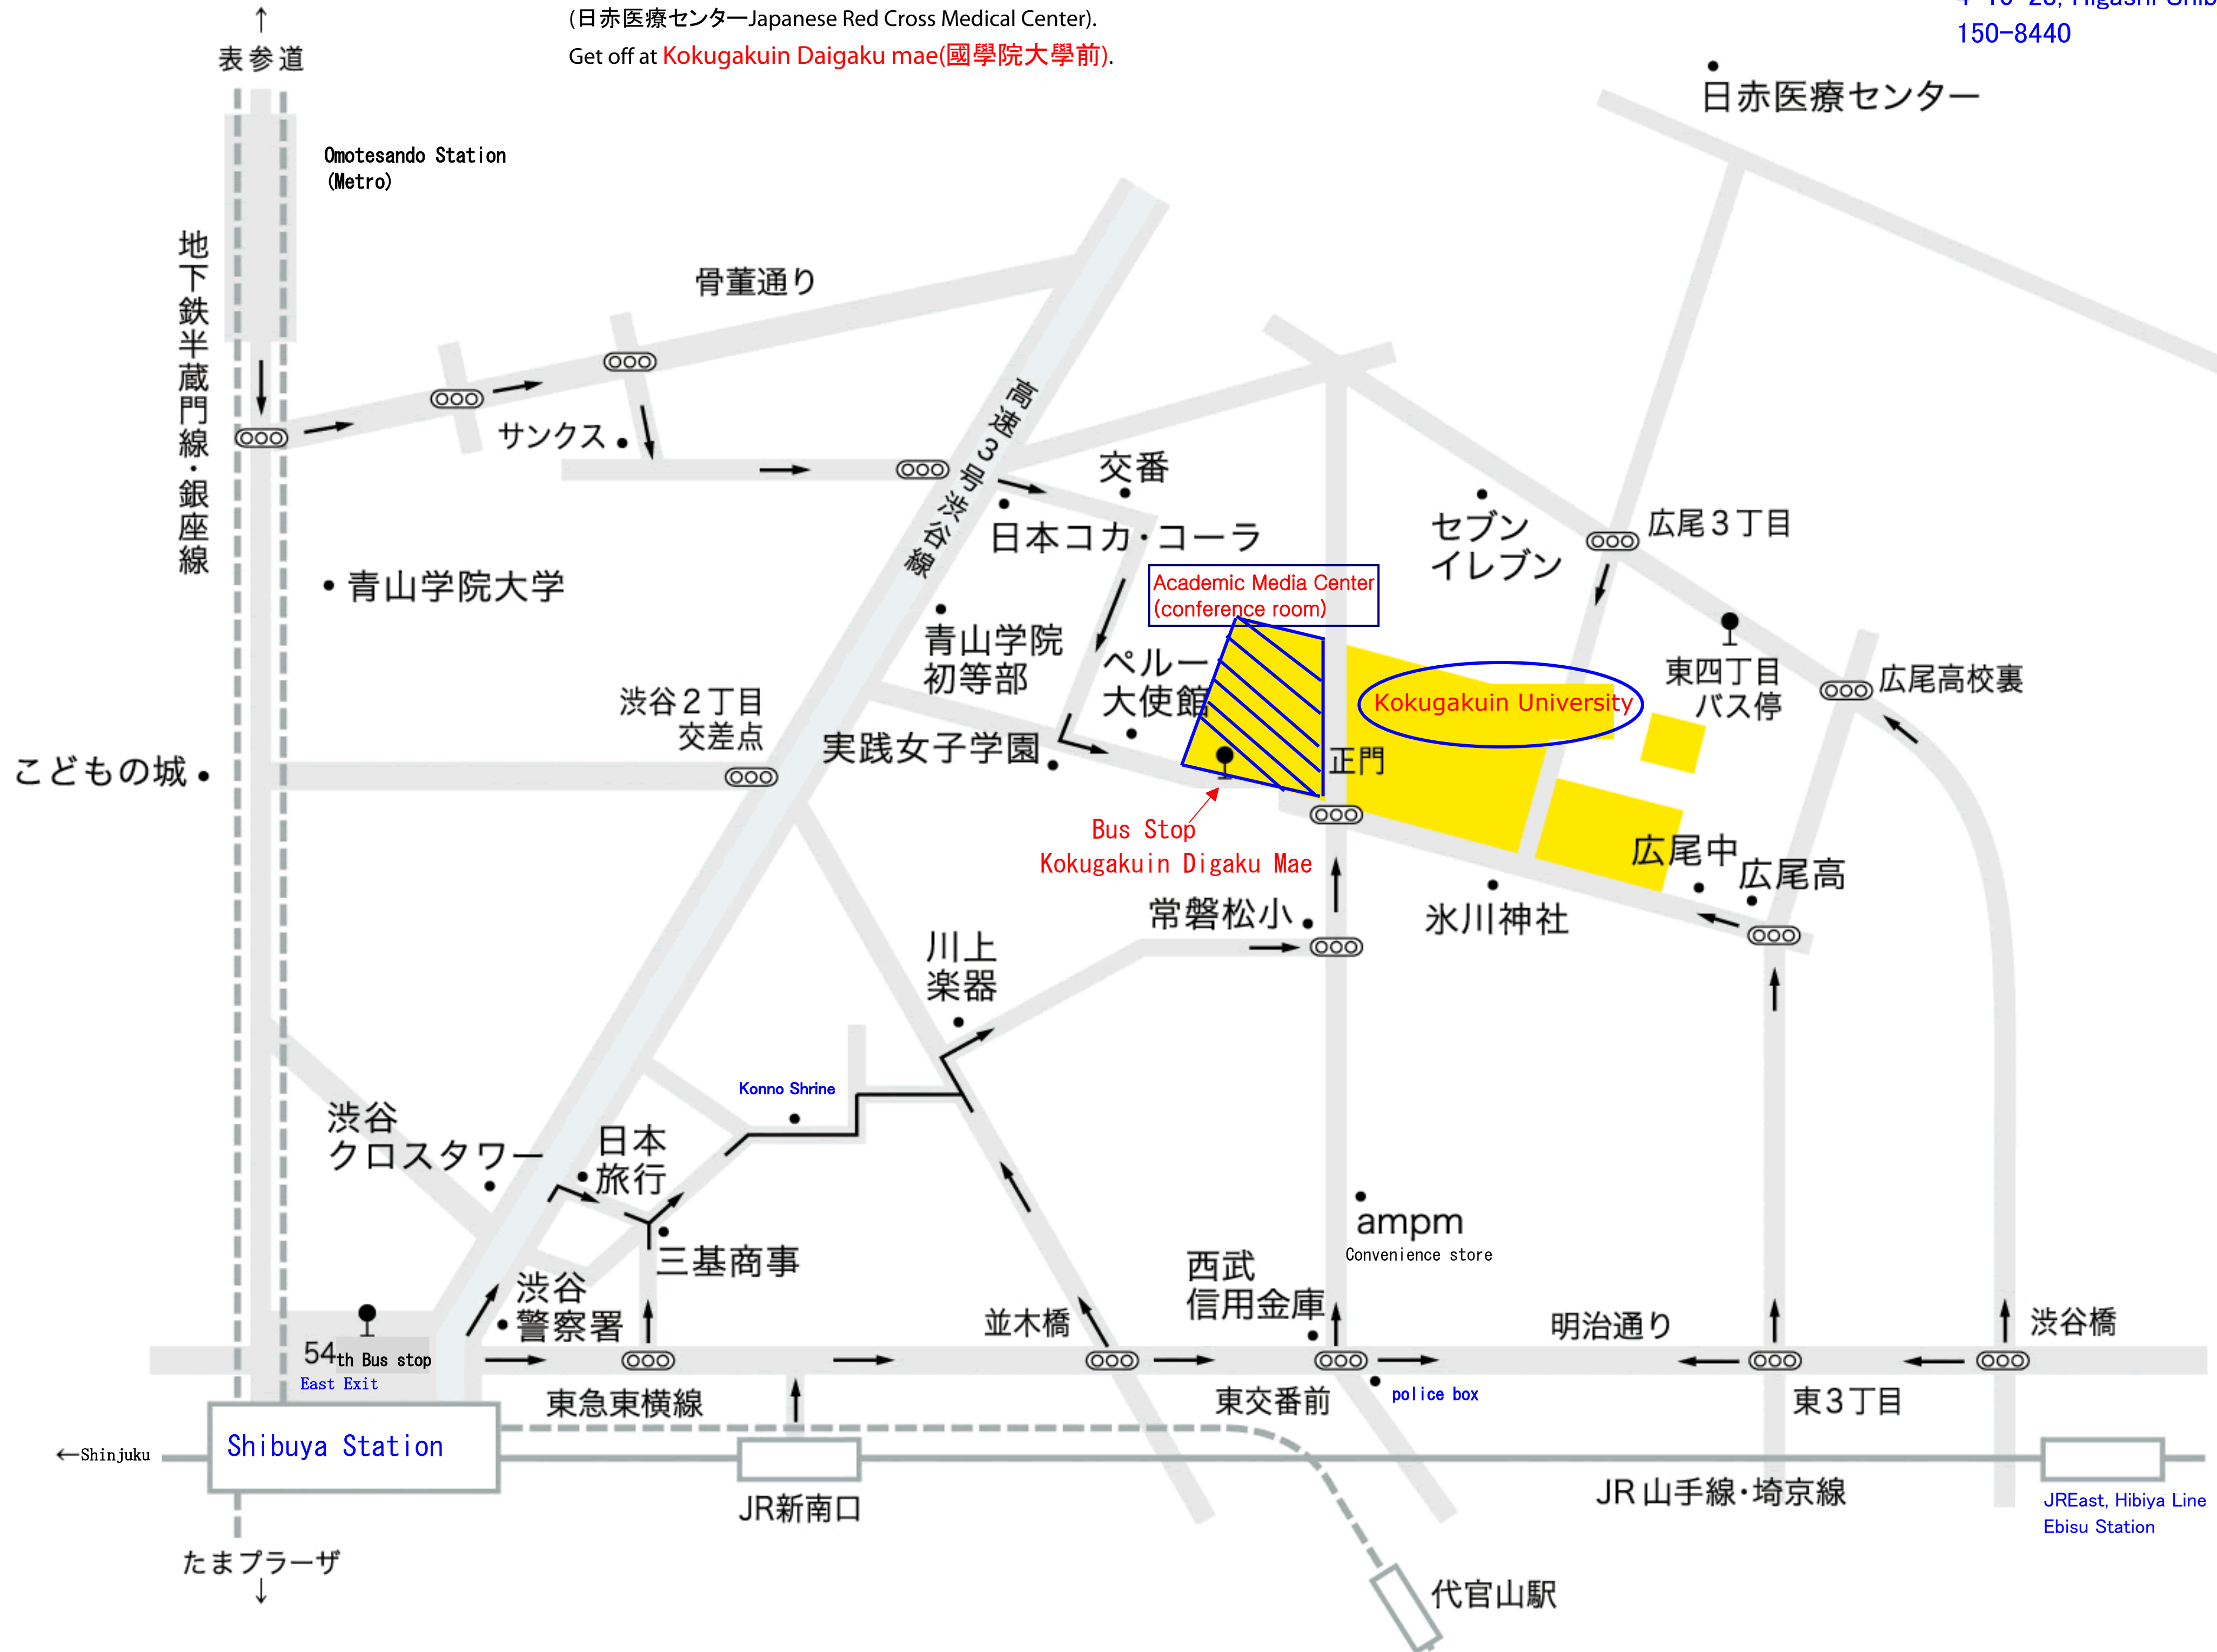 (日赤医療センターJapanese Red Cross Medical Center).
Get off at Kokugakuin Daigaku mae(國學院大學前).
150-8440
↑
表参道
日赤医療センター
Omotesando Station
(Metro)
地下鉄半蔵門線・銀座線
骨董通り
サンクス
高速3号渋谷線
交番
日本コカ・コーラ
セブン
イレブン
広尾3丁目
青山学院大学
Academic Media Center
(conference room)
青山学院
初等部
ペルー
大使館
Kokugakuin University
東四丁目
バス停
広尾高校裏
渋谷2丁目
交差点
実践女子学園
正門
こどもの城
Bus Stop
Kokugakuin Digaku Mae
広尾中
広尾高
常磐松小
氷川神社
川上
楽器
Konno Shrine
渋谷
クロスタワー
日本
旅行
三基商事
ampm
Convenience store
渋谷
警察署
並木橋
西武
信用金庫
明治通り
渋谷橋
54th Bus stop
East Exit
東急東横線
東交番前
police box
東3丁目
←Shinjuku
Shibuya Station
JR新南口
JR山手線・埼京線
JREast, Hibiya Line
Ebisu Station
たまプラーザ
↓
代官山駅